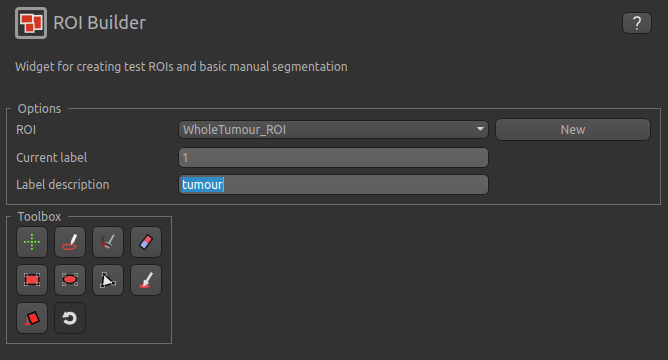 ROI Builder
?
Widget for creating test ROIs and basic manual segmentation
Options
ROI WholeTumour_ROI New
Current label 1
Label description tumour
Toolbox